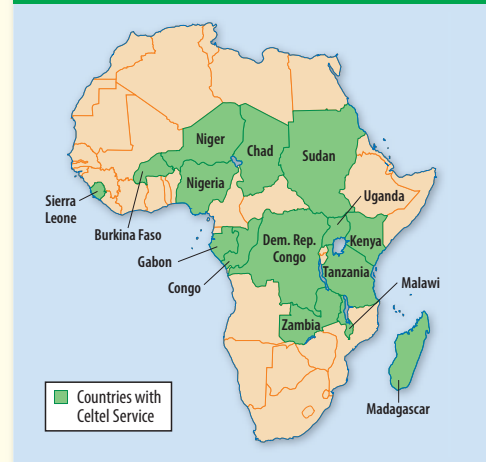 Niger
Chad
Sudan
Nigeria
Sierra
Leone
Burkina Faso
Uganda
Gabon
Dem. Rep.
Congo
Kenya
Congo
Tanzania
Malawi
Zambia
Madagascar
Countries with
Celtel Service